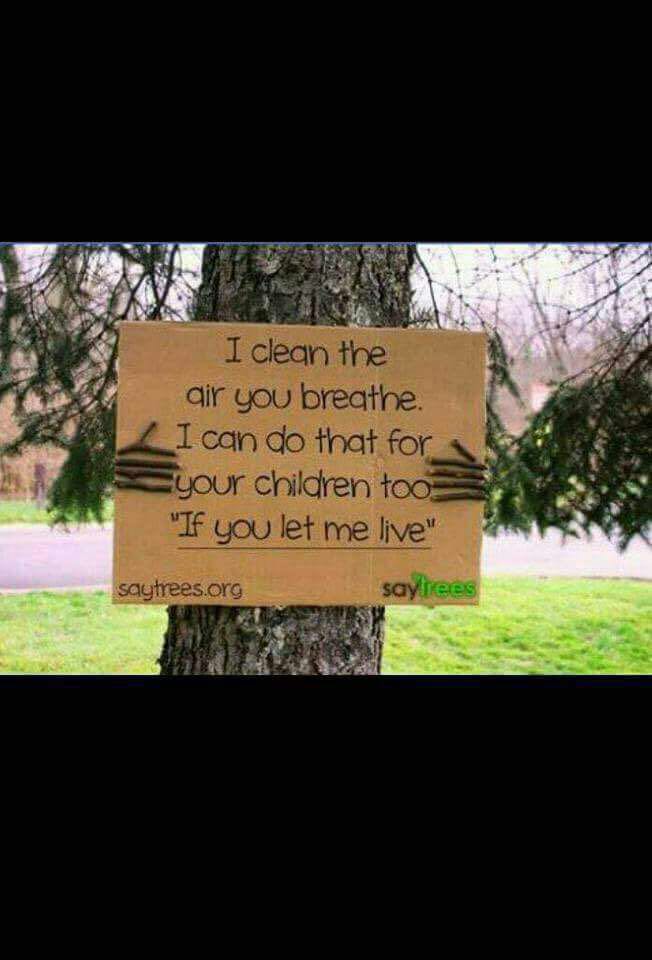 I clean the
air you breathe.
I can do that for
your children too
"If you let me live"
saytrees.org
saytrees